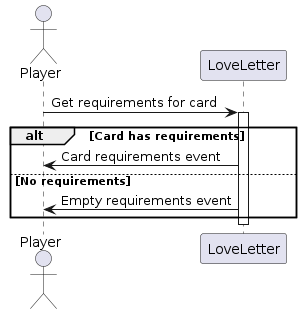 Player
LoveLetter
Get requirements for card
alt [Card has requirements]
Card requirements event
[No requirements]
Empty requirements event
Player
LoveLetter